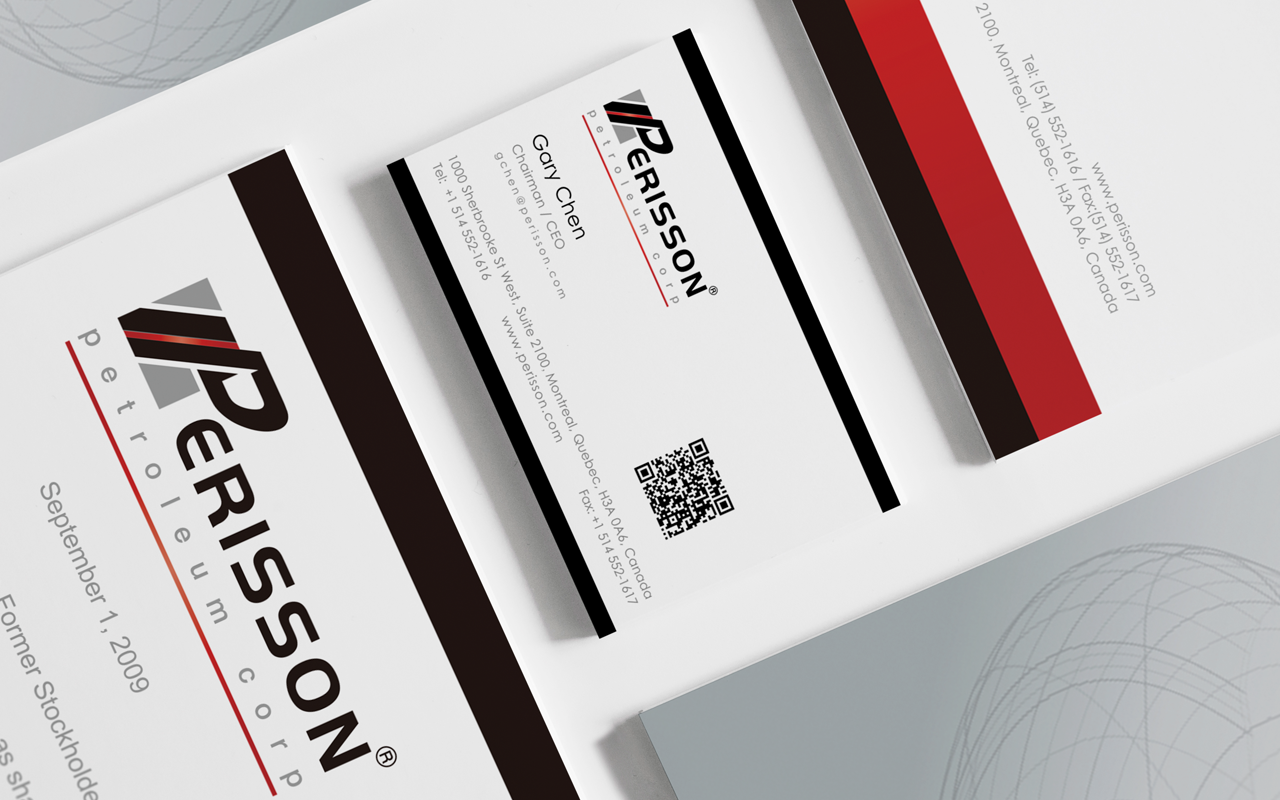 PERISSON®
petroleum corp
September 1, 2009
Former Stockholde
as sha
PERISSON®
petroleum corp
Gary Chen
Chairman / CEO
gchen@perisson.com
1000 Sherbrooke St West, Suite 2100, Montreal, Quebec, H3A 0A6, Canada
Tel: +1 514 552-1616 www.perisson.com Fax: +1 514 552-1617
www.perisson.com
Tel: (514) 552-1616 / Fax:(514) 552-1617
2100, Montreal, Quebec, H3A 0A6, Canada